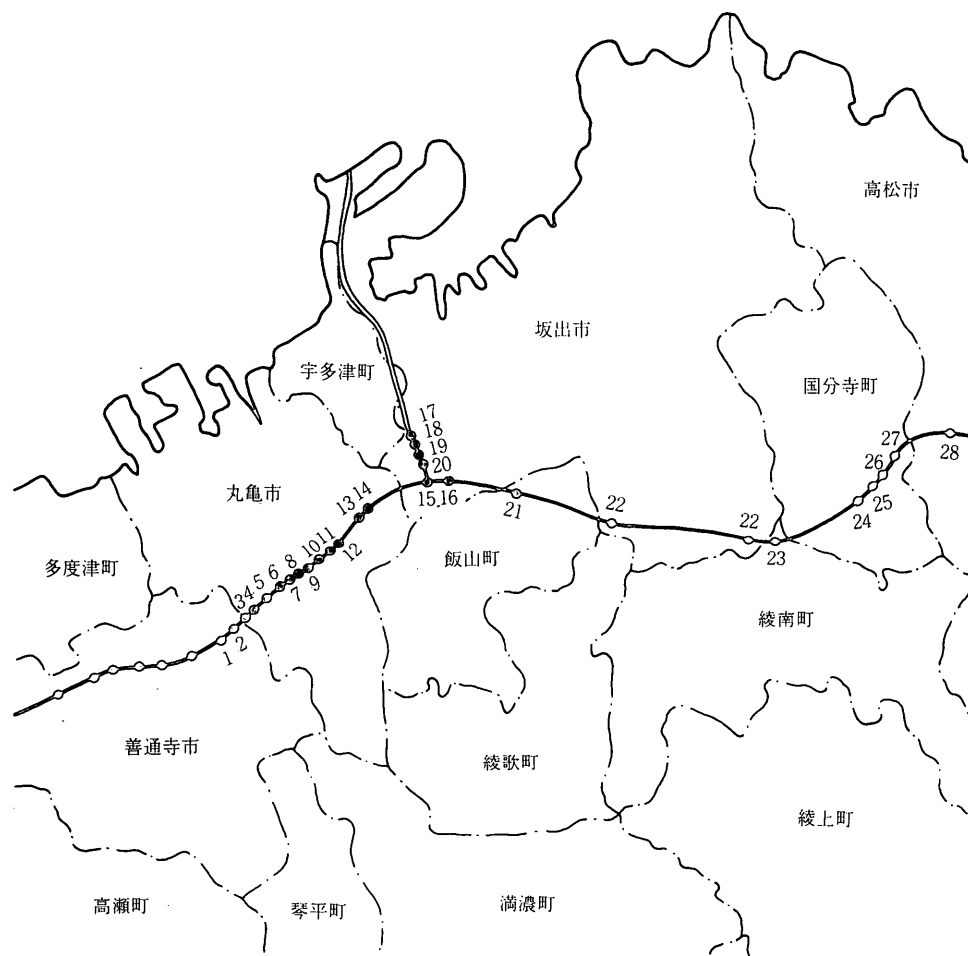 高松市
坂出市
宇多津町
国分寺町
17
18
19
20
27
28
26
25
24
丸亀市
13 14
15 16
21
22
22
23
多度津町
飯山町
10 11
12
8
9
7
6
5
3 4
1 2
綾南町
善通寺市
綾歌町
綾上町
高瀬町
琴平町
満濃町